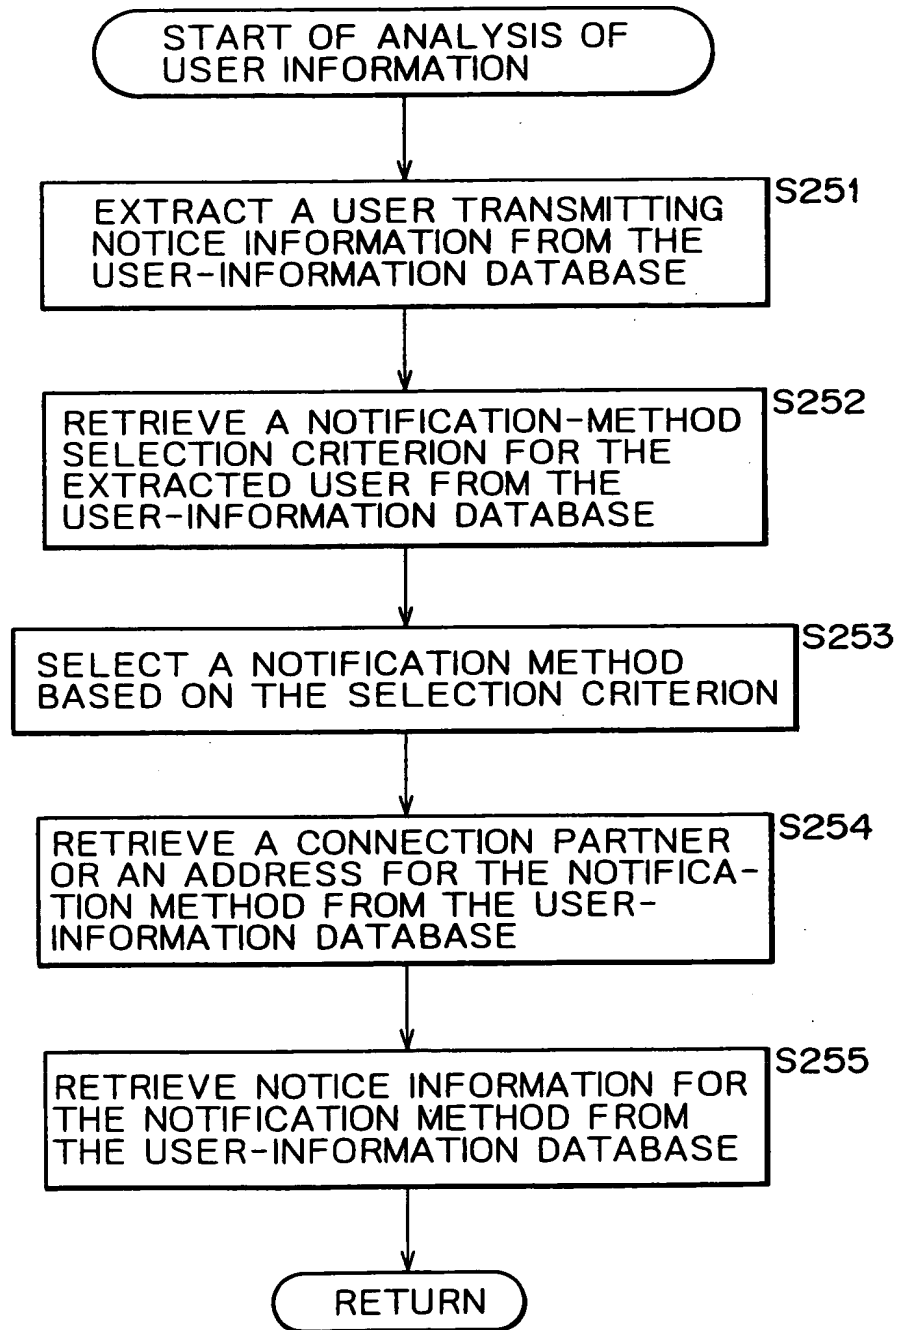 START OF ANALYSIS OF
USER INFORMATION
S251
EXTRACT A USER TRANSMITTING
NOTICE INFORMATION FROM THE
USER-INFORMATION DATABASE
S252
RETRIEVE A NOTIFICATION-METHOD
SELECTION CRITERION FOR THE
EXTRACTED USER FROM THE
USER-INFORMATION DATABASE
S253
SELECT A NOTIFICATION METHOD
BASED ON THE SELECTION CRITERION
S254
RETRIEVE A CONNECTION PARTNER
OR AN ADDRESS FOR THE NOTIFICA-
TION METHOD FROM THE USER-
INFORMATION DATABASE
S255
RETRIEVE NOTICE INFORMATION FOR
THE NOTIFICATION METHOD FROM
THE USER-INFORMATION DATABASE
RETURN